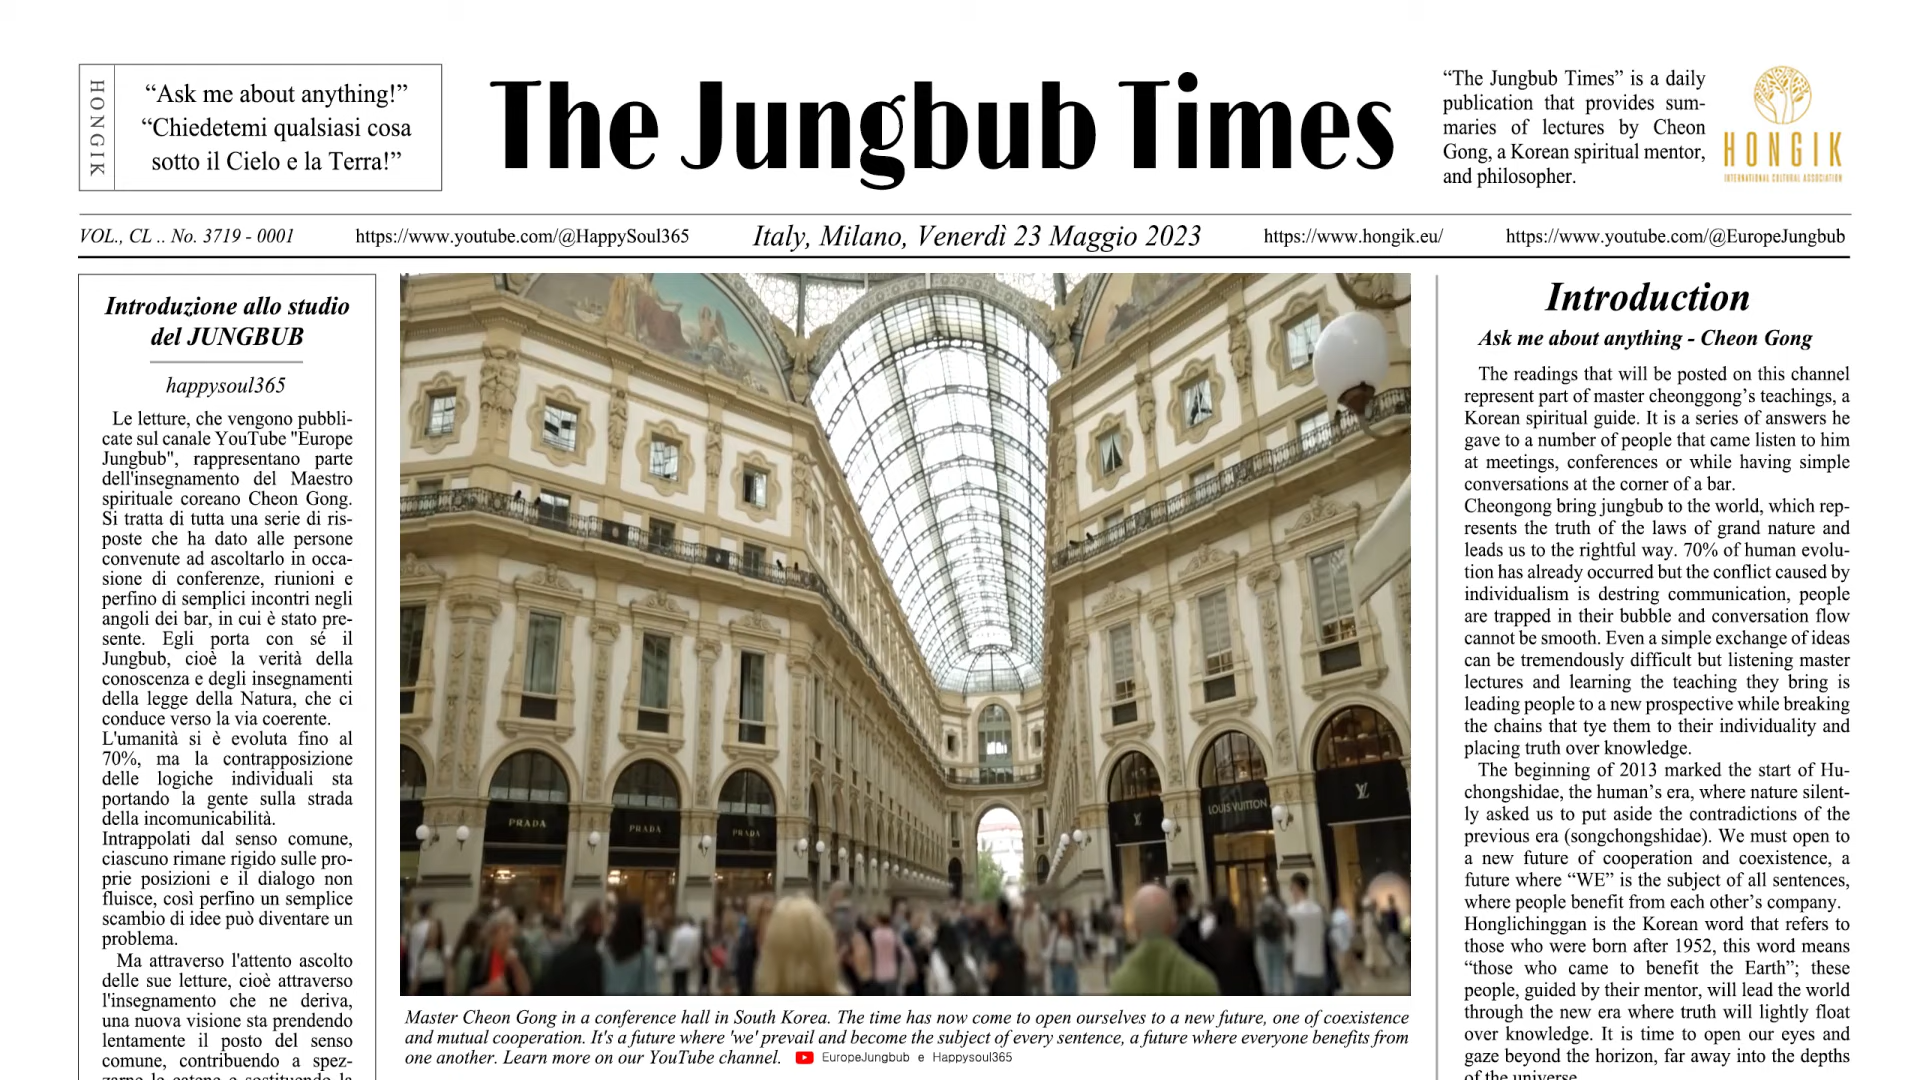 HONGIK
“Ask me about anything!”
“Chiedetemi qualsiasi cosa
sotto il Cielo e la Terra!”
The Jungbub Times
“The Jungbub Times” is a daily
publication that provides sum-
maries of lectures by Cheon
Gong, a Korean spiritual mentor,
and philosopher.
HONGIK
INTERNATIONAL CULTURAL ASSOCIATION
VOL., CL .. No. 3719 - 0001
https://www.youtube.com/@HappySoul365
Italy, Milano, Venerdì 23 Maggio 2023
https://www.hongik.eu/
https://www.youtube.com/@EuropeJungbub
Introduzione allo studio
del JUNGBUB
happysoul365
Le letture, che vengono pubbli-
cate sul canale YouTube "Europe
Jungbub", rappresentano parte
dell'insegnamento del Maestro
spirituale coreano Cheon Gong.
Si tratta di tutta una serie di ris-
poste che ha dato alle persone
convenute ad ascoltarlo in occa-
sione di conferenze, riunioni e
perfino di semplici incontri negli
angoli dei bar, in cui è stato pre-
sente. Egli porta con sé il
Jungbub, cioè la verità della
conoscenza e degli insegnamenti
della legge della Natura, che ci
conduce verso la via coerente.
L'umanità si è evoluta fino al
70%, ma la contrapposizione
delle logiche individuali sta
portando la gente sulla strada
della incomunicabilità.
Intrappolati dal senso comune,
ciascuno rimane rigido sulle pro-
prie posizioni e il dialogo non
fluisce, così perfino un semplice
scambio di idee può diventare un
problema.
Ma attraverso l'attento ascolto
delle sue letture, cioè attraverso
l'insegnamento che ne deriva,
una nuova visione sta prendendo
lentamente il posto del senso
comune, contribuendo a spez-
zarne le catene e sostituendo la
PRADA
PRADA
PRADA
LV
LOUIS VUITTON
LV
Master Cheon Gong in a conference hall in South Korea. The time has now come to open ourselves to a new future, one of coexistence
and mutual cooperation. It's a future where 'we' prevail and become the subject of every sentence, a future where everyone benefits from
one another. Learn more on our YouTube channel. EuropeJungbub e Happysoul365
Introduction
Ask me about anything - Cheon Gong
The readings that will be posted on this channel
represent part of master cheonggong’s teachings, a
Korean spiritual guide. It is a series of answers he
gave to a number of people that came listen to him
at meetings, conferences or while having simple
conversations at the corner of a bar.
Cheongong bring jungbub to the world, which rep-
resents the truth of the laws of grand nature and
leads us to the rightful way. 70% of human evolu-
tion has already occurred but the conflict caused by
individualism is destring communication, people
are trapped in their bubble and conversation flow
cannot be smooth. Even a simple exchange of ideas
can be tremendously difficult but listening master
lectures and learning the teaching they bring is
leading people to a new prospective while breaking
the chains that tye them to their individuality and
placing truth over knowledge.
The beginning of 2013 marked the start of Hu-
chongshidae, the human’s era, where nature silent-
ly asked us to put aside the contradictions of the
previous era (songchongshidae). We must open to
a new future of cooperation and coexistence, a
future where “WE” is the subject of all sentences,
where people benefit from each other’s company.
Honglichinggan is the Korean word that refers to
those who were born after 1952, this word means
“those who came to benefit the Earth”; these
people, guided by their mentor, will lead the world
through the new era where truth will lightly float
over knowledge. It is time to open our eyes and
gaze beyond the horizon, far away into the depths
of the universe.